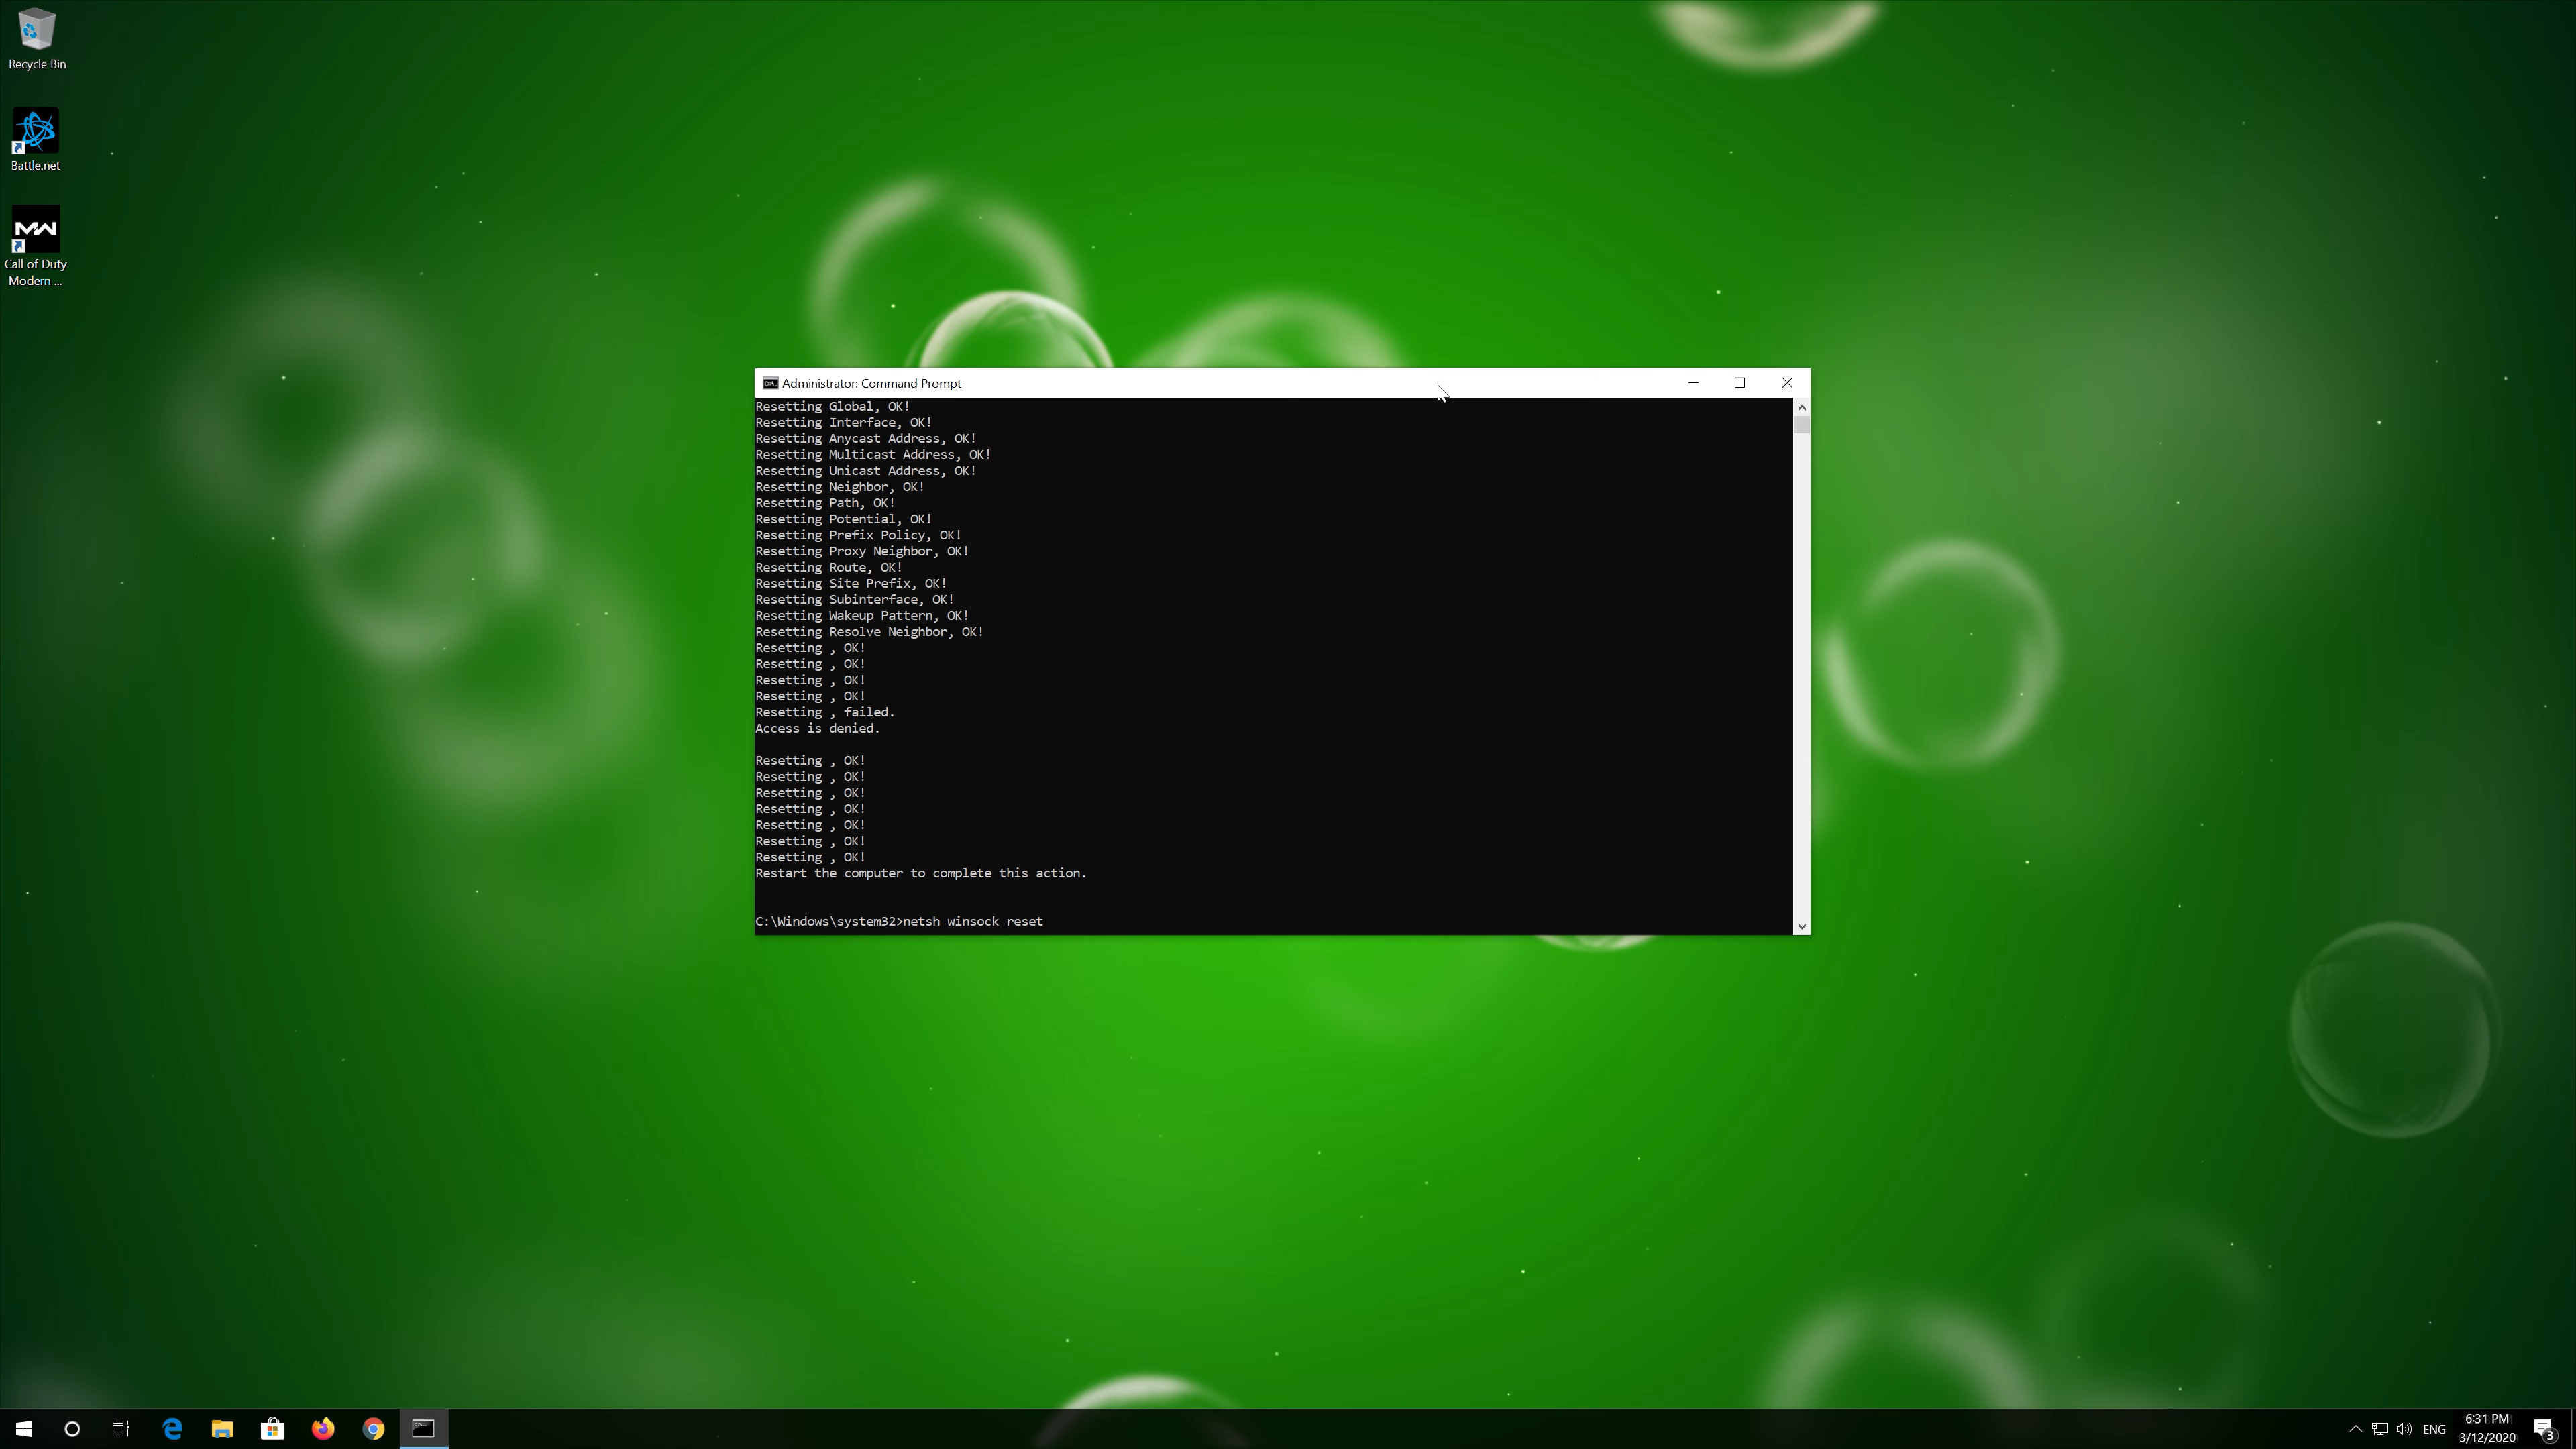 Recycle Bin
Battle.net
MW
Call of Duty
Modern ...
Administrator: Command Prompt
Resetting Global, OK!
Resetting Interface, OK!
Resetting Anycast Address, OK!
Resetting Multicast Address, OK!
Resetting Unicast Address, OK!
Resetting Neighbor, OK!
Resetting Path, OK!
Resetting Potential, OK!
Resetting Prefix Policy, OK!
Resetting Proxy Neighbor, OK!
Resetting Route, OK!
Resetting Site Prefix, OK!
Resetting Subinterface, OK!
Resetting Wakeup Pattern, OK!
Resetting Resolve Neighbor, OK!
Resetting , OK!
Resetting , OK!
Resetting , OK!
Resetting , OK!
Resetting , failed.
Access is denied.
Resetting , OK!
Resetting , OK!
Resetting , OK!
Resetting , OK!
Resetting , OK!
Resetting , OK!
Resetting , OK!
Restart the computer to complete this action.
C:\Windows\system32>netsh winsock reset
ENG
6:31 PM
3/12/2020
3